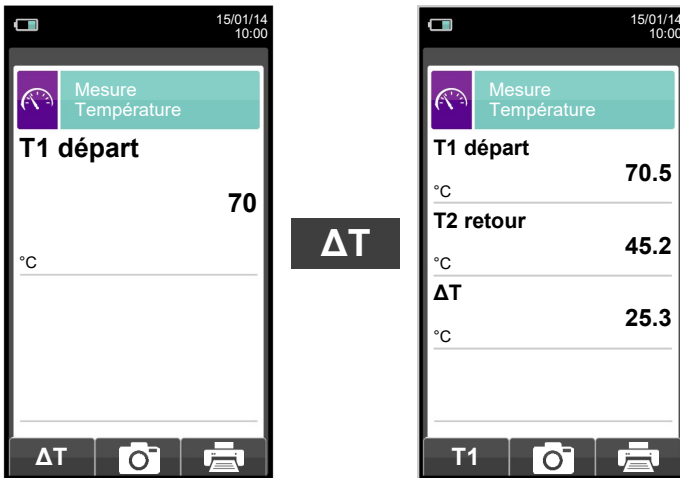 15/01/14
10:00
Mesure
Température
T1 départ
70
°C
ΔT
ΔT
15/01/14
10:00
Mesure
Température
T1 départ
70.5
°C
T2 retour
45.2
°C
ΔT
25.3
°C
T1